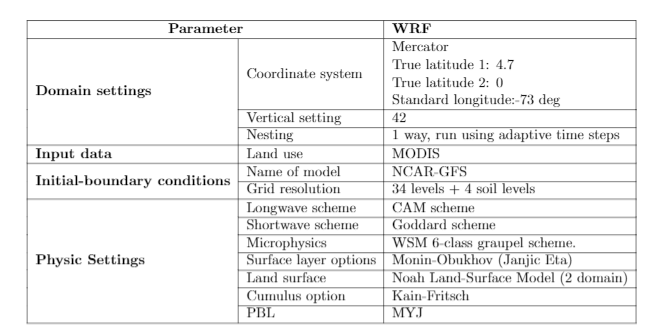 Parameter WRF
Domain settings Coordinate system Mercator
True latitude 1: 4.7
True latitude 2: 0
Standard longitude:-73 deg
Vertical setting 42
Nesting 1 way, run using adaptive time steps
Input data Land use MODIS
Initial-boundary conditions Name of model NCAR-GFS
Grid resolution 34 levels + 4 soil levels
Physic Settings Longwave scheme CAM scheme
Shortwave scheme Goddard scheme
Microphysics WSM 6-class graupel scheme.
Surface layer options Monin-Obukhov (Janjic Eta)
Land surface Noah Land-Surface Model (2 domain)
Cumulus option Kain-Fritsch
PBL MYJ